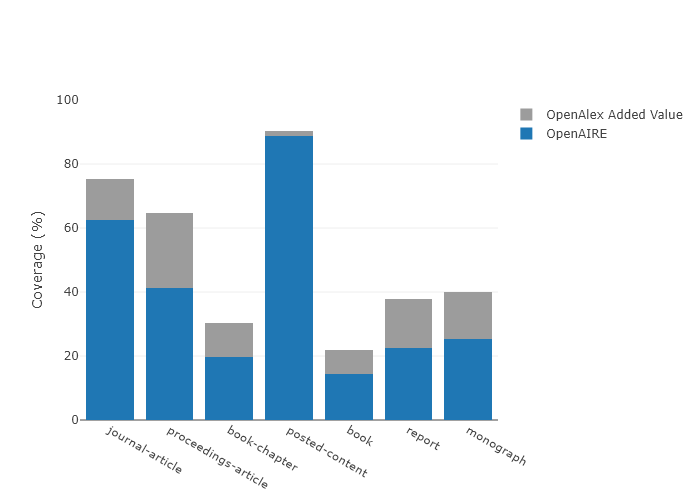 100
80
60
40
20
0
Coverage (%)
journal-article
proceedings-article
book-chapter
posted-content
book
report
monograph
OpenAlex Added Value
OpenAIRE